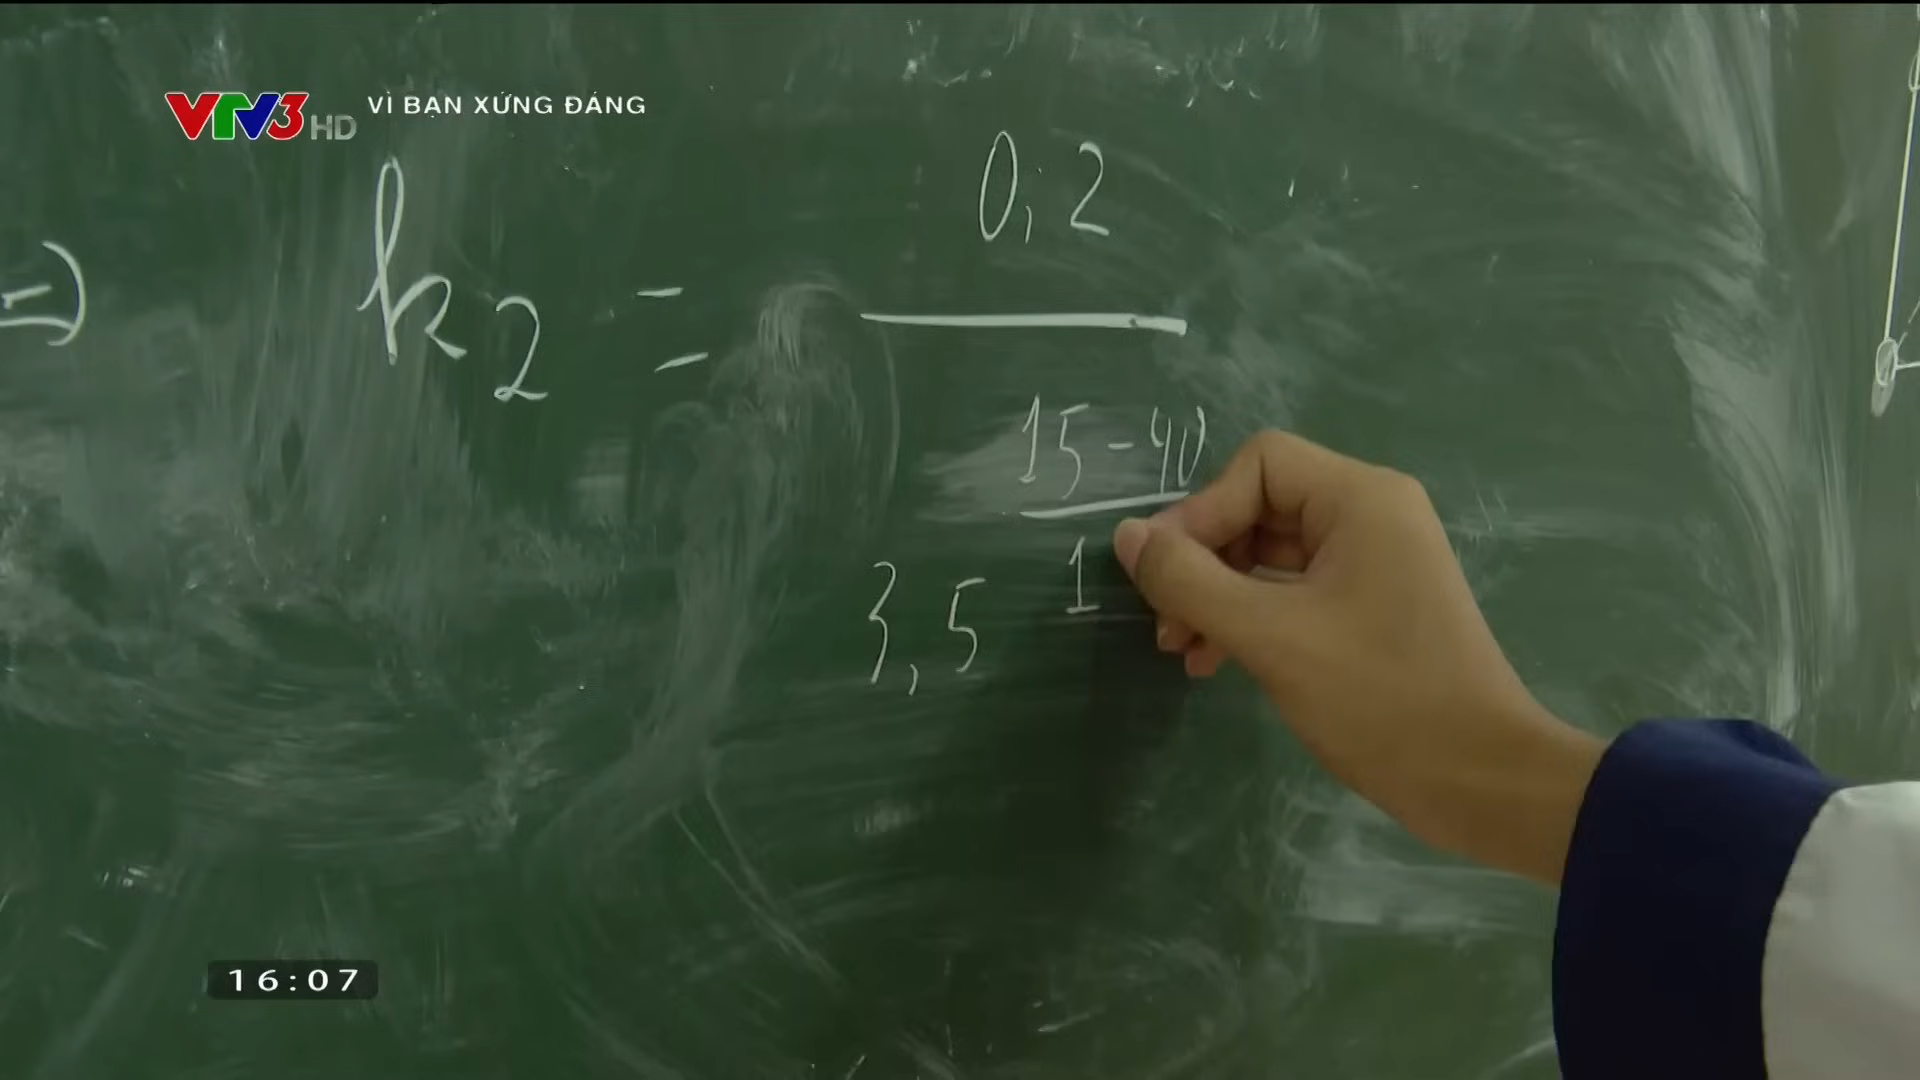 VTV3 HD VÌ BẠN XỨNG ĐÁNG
0,2
=) k2 =
15-40
1
3,5
16:07